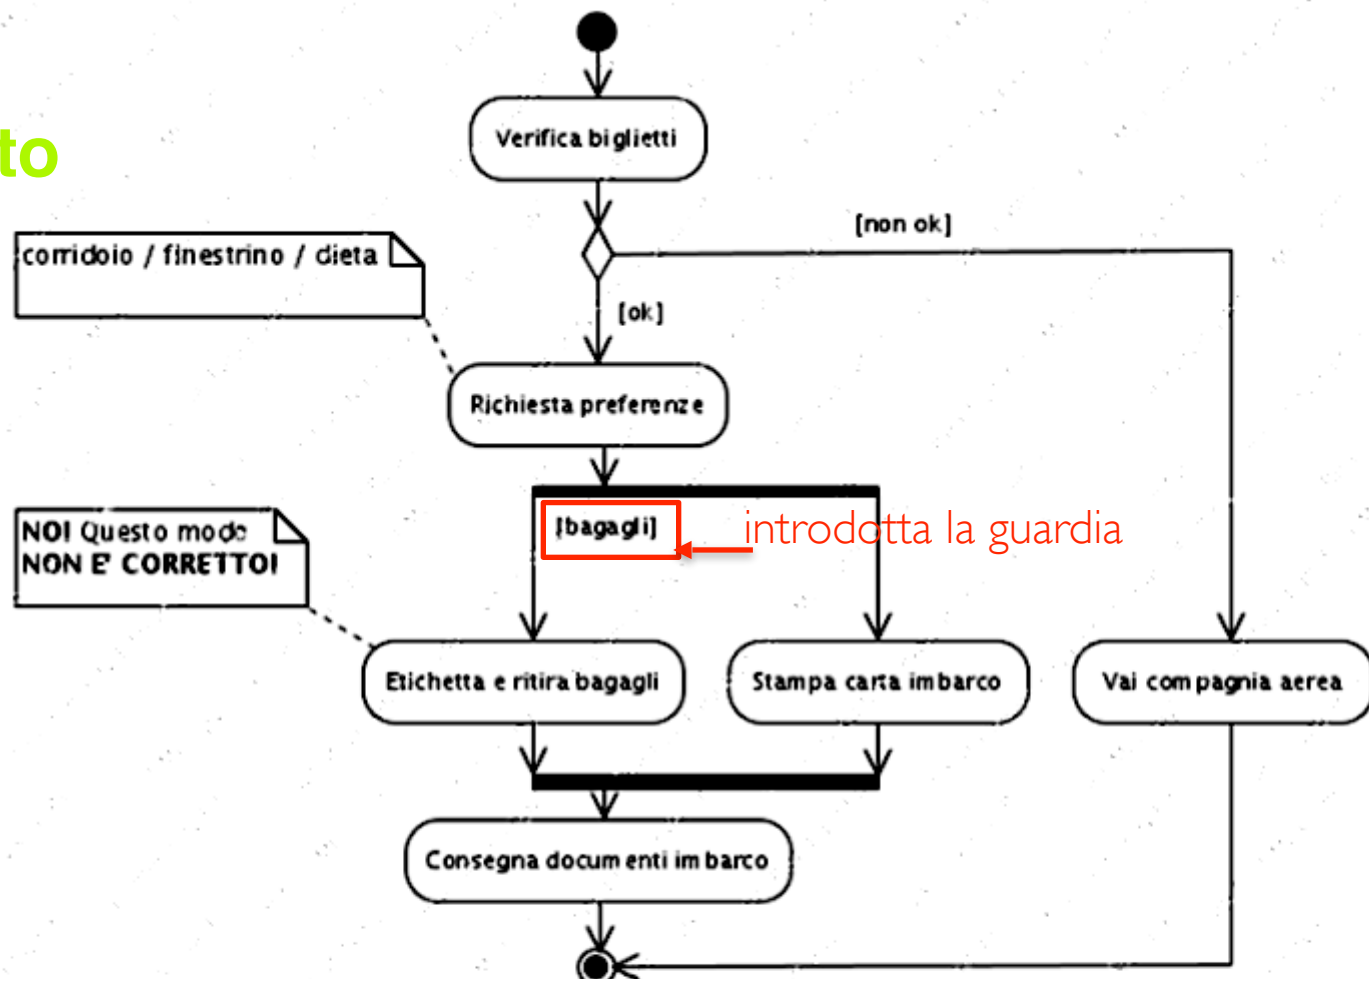 to
Verifica biglietti
[non ok]
corridoio / finestrino / dieta
[ok]
Richiesta preferenze
[bagagli]
introdotta la guardia
NO! Questo modo
NON E' CORRETTO!
Etichetta e ritira bagagli
Stampa carta imbarco
Vai compagnia aerea
Consegna documenti imbarco